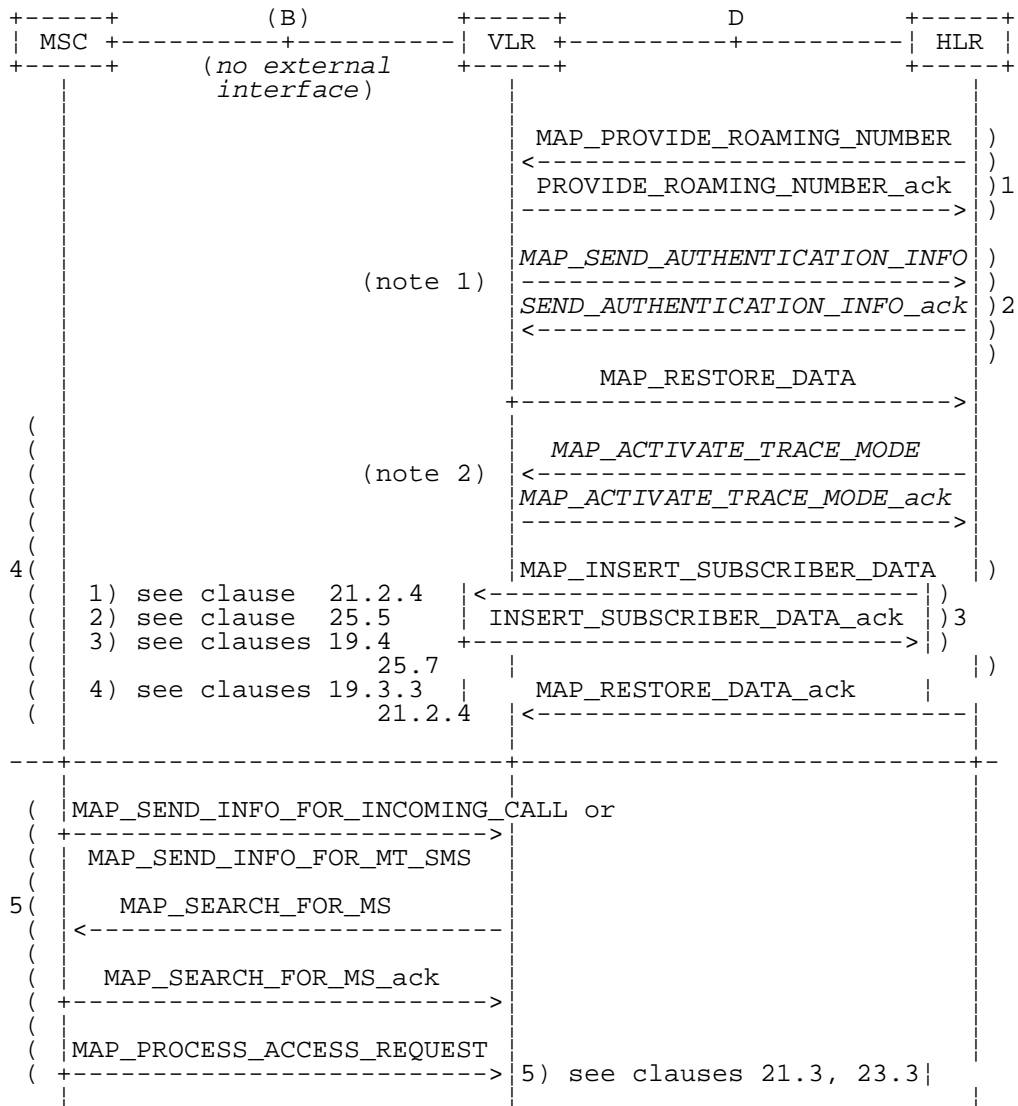 (B) D
MSC VLR HLR
(no external
interface)
MAP_PROVIDE_ROAMING_NUMBER )
)
PROVIDE_ROAMING_NUMBER_ack )1
)
MAP_SEND_AUTHENTICATION_INFO )
(note 1) )
SEND_AUTHENTICATION_INFO_ack )2
)
)
MAP_RESTORE_DATA
(
( MAP_ACTIVATE_TRACE_MODE
( (note 2)
( MAP_ACTIVATE_TRACE_MODE_ack
(
(
4( MAP_INSERT_SUBSCRIBER_DATA )
( 1) see clause 21.2.4 )
( 2) see clause 25.5 INSERT_SUBSCRIBER_DATA_ack )3
( 3) see clauses 19.4 )
( 25.7 )
( 4) see clauses 19.3.3 MAP_RESTORE_DATA_ack
( 21.2.4
( MAP_SEND_INFO_FOR_INCOMING_CALL or
(
( MAP_SEND_INFO_FOR_MT_SMS
(
5( MAP_SEARCH_FOR_MS
(
(
( MAP_SEARCH_FOR_MS_ack
(
(
( MAP_PROCESS_ACCESS_REQUEST
( 5) see clauses 21.3, 23.3